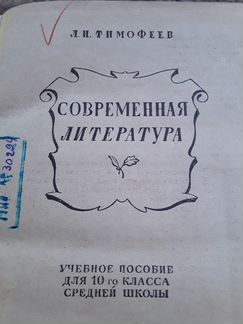 Л.И. ТИМОФЕЕВ
СОВРЕМЕННАЯ
ЛИТЕРАТУРА
УЧЕБНОЕ ПОСОБИЕ
ДЛЯ 10 ГО КЛАССА
СРЕДНЕЙ ШКОЛЫ